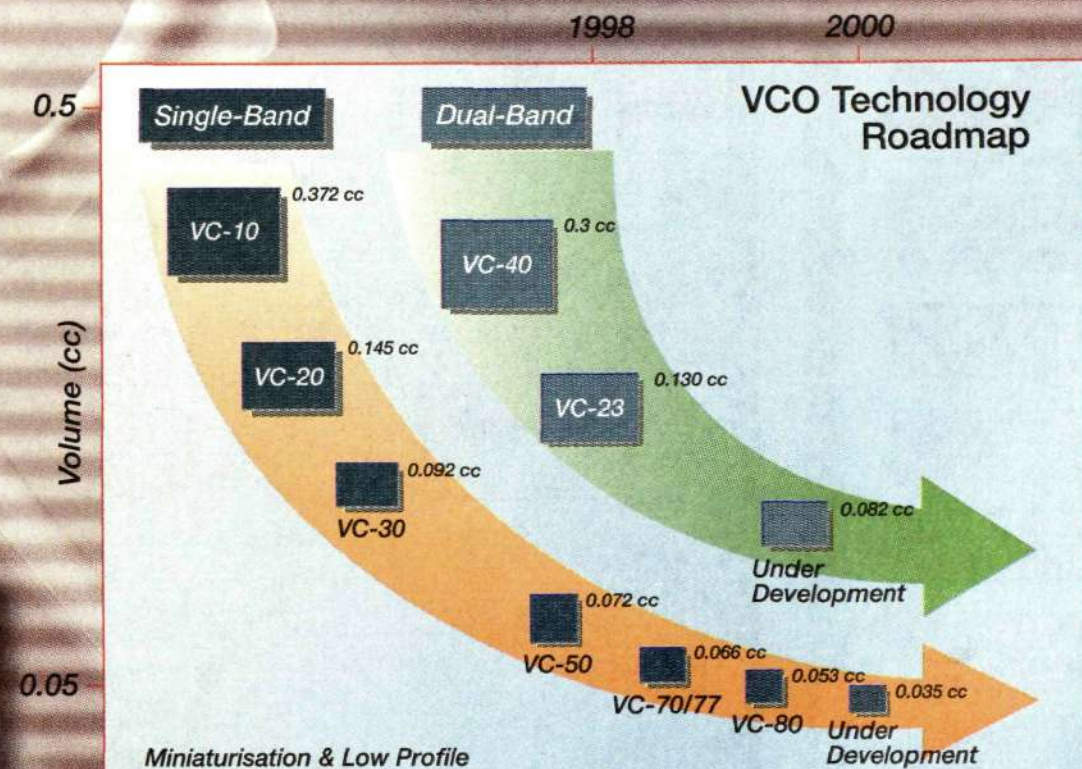 1998
2000
0.5
Single-Band
Dual-Band
VCO Technology
Roadmap
VC-10
0.372 cc
VC-40
0.3 cc
Volume (cc)
VC-20
0.145 cc
VC-23
0.130 cc
VC-30
0.092 cc
0.082 cc
Under
Development
VC-50
0.072 cc
0.05
VC-70/77
0.066 cc
VC-80
0.053 cc
0.035 cc
Under
Development
Miniaturisation & Low Profile